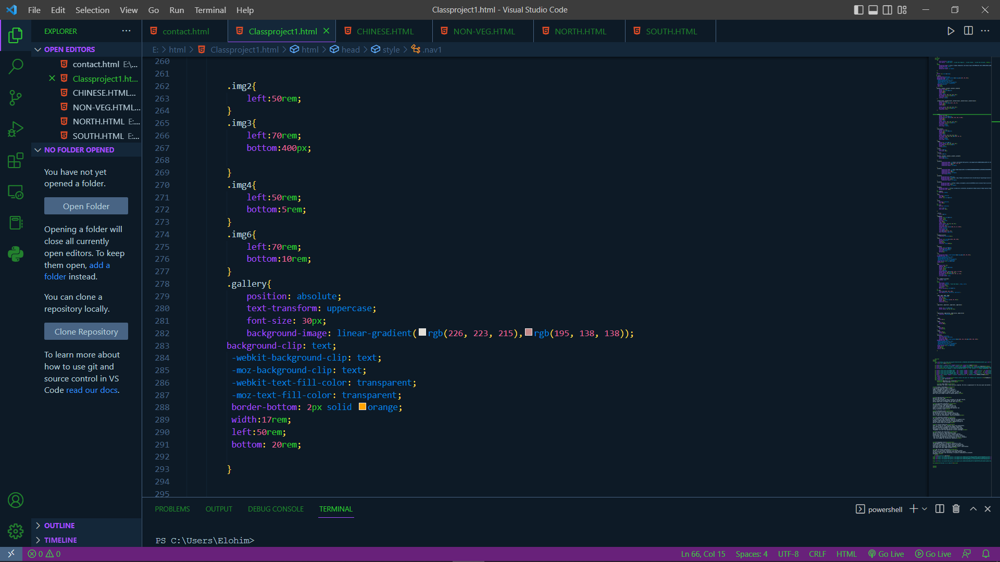 File Edit Selection View Go Run Terminal Help
Classproject1.html - Visual Studio Code
EXPLORER
OPEN EDITORS
contact.html E:\...
Classproject1.ht...
CHINESE.HTML...
NON-VEG.HTML...
NORTH.HTML E:...
SOUTH.HTML E:...
NO FOLDER OPENED
You have not yet
opened a folder.
Open Folder
Opening a folder will
close all currently
open editors. To keep
them open, add a
folder instead.
You can clone a
repository locally.
Clone Repository
To learn more about
how to use git and
source control in VS
Code read our docs.
OUTLINE
TIMELINE
contact.html Classproject1.html CHINESE.HTML NON-VEG.HTML NORTH.HTML SOUTH.HTML
E: > html > Classproject1.html > html > head > style > .nav1
260
261
262 .img2{
263 left:50rem;
264 }
265 .img3{
266 left:70rem;
267 bottom:400px;
268
269 }
270 .img4{
271 left:50rem;
272 bottom:5rem;
273 }
274 .img6{
275 left:70rem;
276 bottom:10rem;
277 }
278 .gallery{
279 position: absolute;
280 text-transform: uppercase;
281 font-size: 30px;
282 background-image: linear-gradient(rgb(226, 223, 215),rgb(195, 138, 138));
283 background-clip: text;
284 -webkit-background-clip: text;
285 -moz-background-clip: text;
286 -webkit-text-fill-color: transparent;
287 -moz-text-fill-color: transparent;
288 border-bottom: 2px solid orange;
289 width:17rem;
290 left:50rem;
291 bottom: 20rem;
292
293 }
294
295
PROBLEMS OUTPUT DEBUG CONSOLE TERMINAL
powershell
PS C:\Users\Elohim>
0 0
Ln 66, Col 15 Spaces: 4 UTF-8 CRLF HTML Go Live Go Live